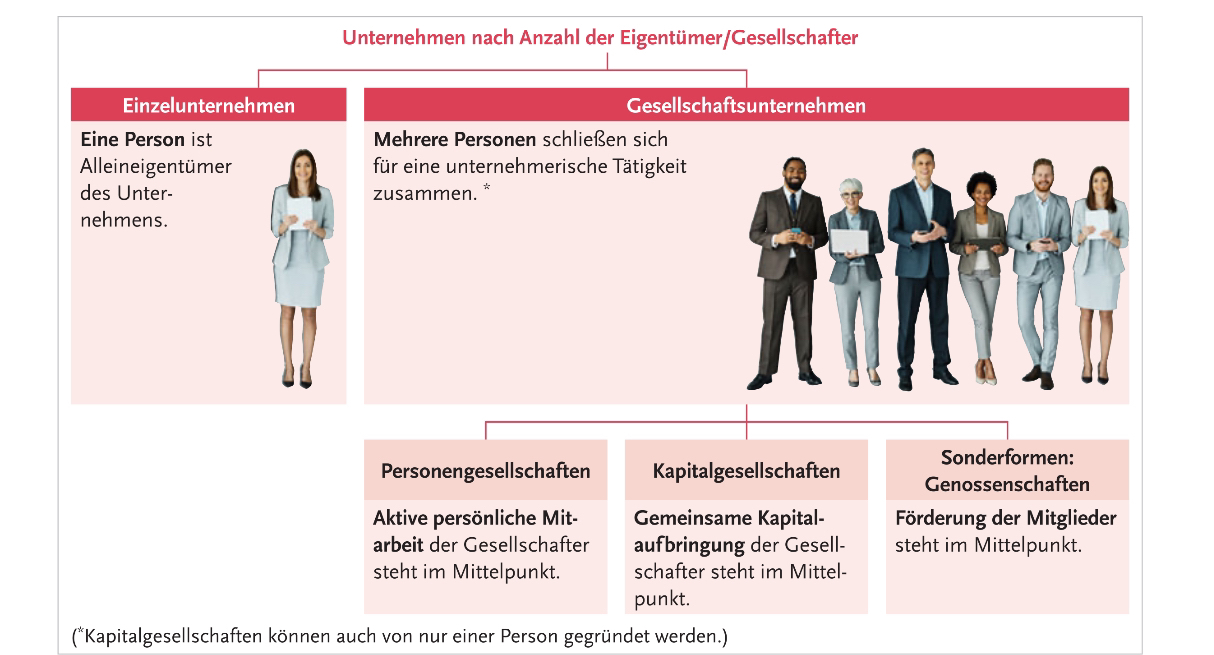 Unternehmen nach Anzahl der Eigentümer/Gesellschafter
Einzelunternehmen
Eine Person ist
Alleineigentümer
des Unter-
nehmens.
Gesellschaftsunternehmen
Mehrere Personen schließen sich
für eine unternehmerische Tätigkeit
zusammen. *
Personengesellschaften
Aktive persönliche Mit-
arbeit der Gesellschafter
steht im Mittelpunkt.
Kapitalgesellschaften
Gemeinsame Kapital-
aufbringung der Gesell-
schafter steht im Mittel-
punkt.
Sonderformen:
Genossenschaften
Förderung der Mitglieder
steht im Mittelpunkt.
(*Kapitalgesellschaften können auch von nur einer Person gegründet werden.)